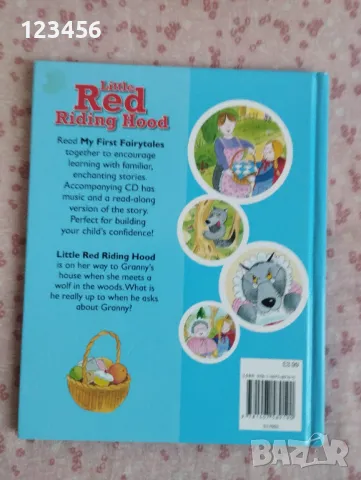 123456
Little
Red
Riding Hood
Read My First Fairytales
together to encourage
learning with familiar,
enchanting stories.
Accompanying CD has
music and a read-along
version of the story.
Perfect for building
your child's confidence!
Little Red Riding Hood
is on her way to Granny's
house when she meets a
wolf in the woods. What is
he really up to when he asks
about Granny?
£2.99
bazar